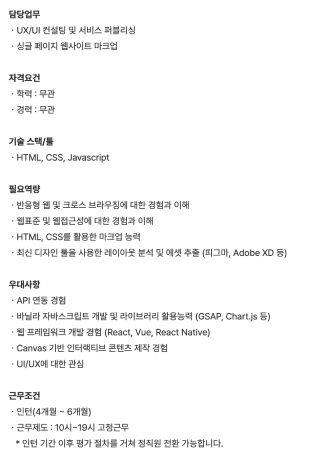 담당업무
· UX/UI 컨설팅 및 서비스 퍼블리싱
· 싱글 페이지 웹사이트 마크업
자격요건
· 학력 : 무관
· 경력 : 무관
기술 스택/툴
· HTML, CSS, Javascript
필요역량
· 반응형 웹 및 크로스 브라우징에 대한 경험과 이해
· 웹표준 및 웹접근성에 대한 경험과 이해
· HTML, CSS를 활용한 마크업 능력
· 최신 디자인 툴을 사용한 레이아웃 분석 및 에셋 추출 (피그마, Adobe XD 등)
우대사항
· API 연동 경험
· 바닐라 자바스크립트 개발 및 라이브러리 활용능력 (GSAP, Chart.js 등)
· 웹 프레임워크 개발 경험 (React, Vue, React Native)
· Canvas 기반 인터랙티브 콘텐츠 제작 경험
· UI/UX에 대한 관심
근무조건
· 인턴(4개월 ~ 6개월)
· 근무제도 : 10시~19시 고정근무
* 인턴 기간 이후 평가 절차를 거쳐 정직원 전환 가능합니다.